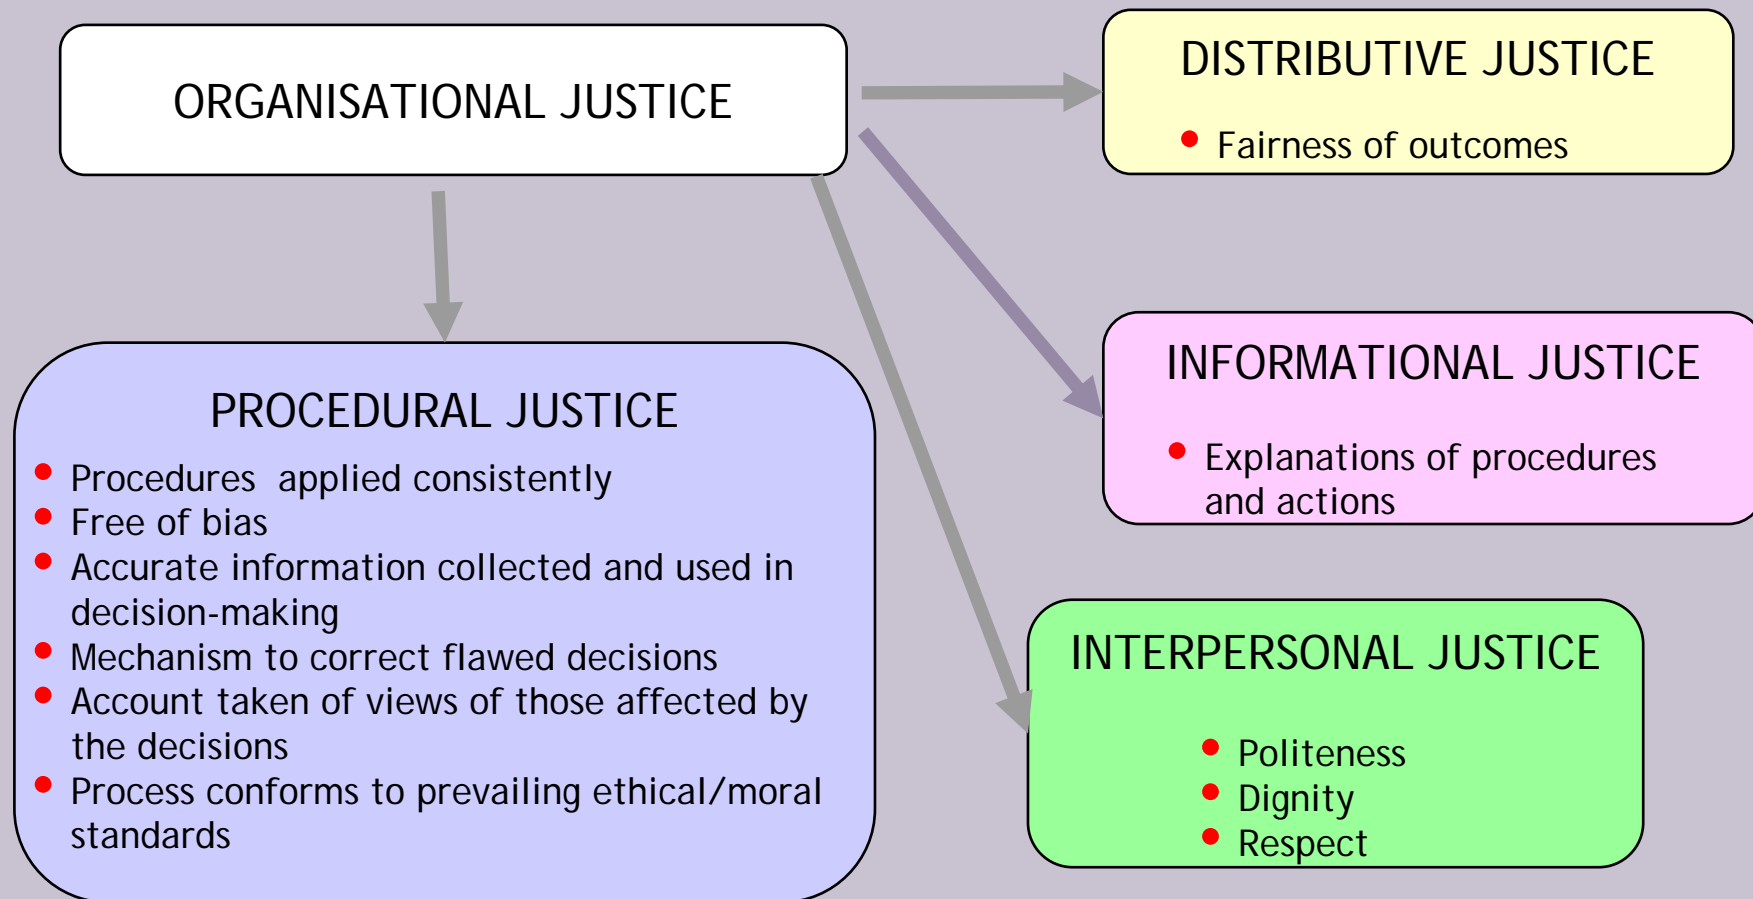 ORGANISATIONAL JUSTICE
DISTRIBUTIVE JUSTICE
• Fairness of outcomes
INFORMATIONAL JUSTICE
• Explanations of procedures
and actions
PROCEDURAL JUSTICE
• Procedures applied consistently
• Free of bias
• Accurate information collected and used in
decision-making
• Mechanism to correct flawed decisions
• Account taken of views of those affected by
the decisions
• Process conforms to prevailing ethical/moral
standards
INTERPERSONAL JUSTICE
• Politeness
• Dignity
• Respect